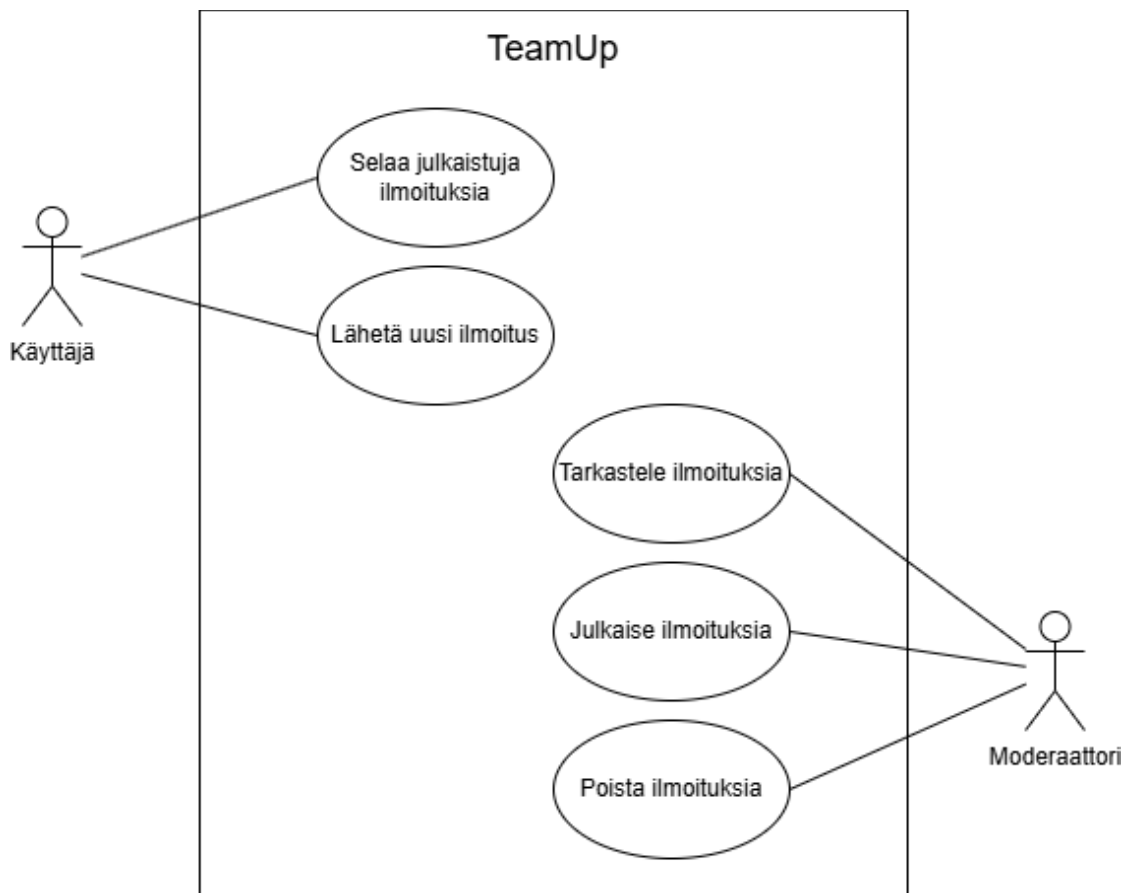 TeamUp
Selaa julkaistuja
ilmoituksia
Lähetä uusi ilmoitus
Käyttäjä
Tarkastele ilmoituksia
Julkaise ilmoituksia
Moderaattori
Poista ilmoituksia